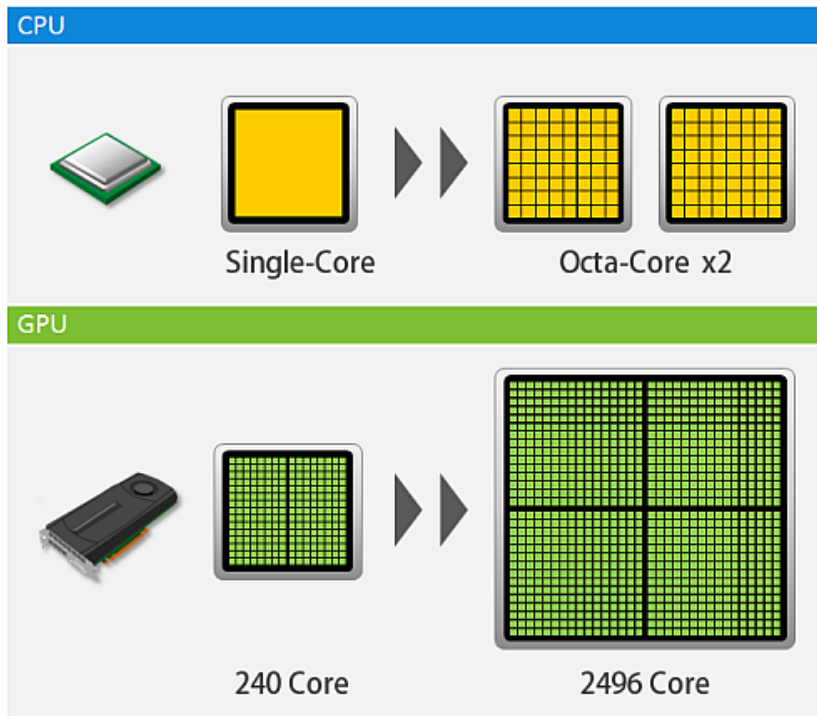 CPU
Single-Core
Octa-Core x2
GPU
240 Core
2496 Core